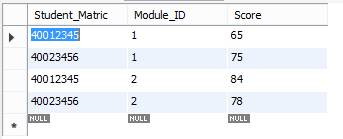 Student_Matric Module_ID Score
40012345 1 65
40023456 1 75
40012345 2 84
40023456 2 78
NULL NULL NULL